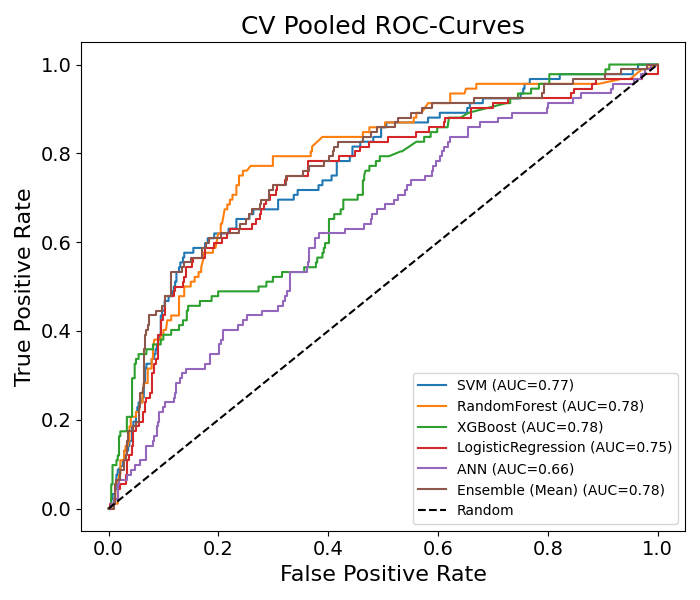 CV Pooled ROC-Curves
True Positive Rate
1.0
0.8
0.6
0.4
0.2
0.0
SVM (AUC=0.77)
RandomForest (AUC=0.78)
XGBoost (AUC=0.78)
LogisticRegression (AUC=0.75)
ANN (AUC=0.66)
Ensemble (Mean) (AUC=0.78)
Random
0.0 0.2 0.4 0.6 0.8 1.0
False Positive Rate